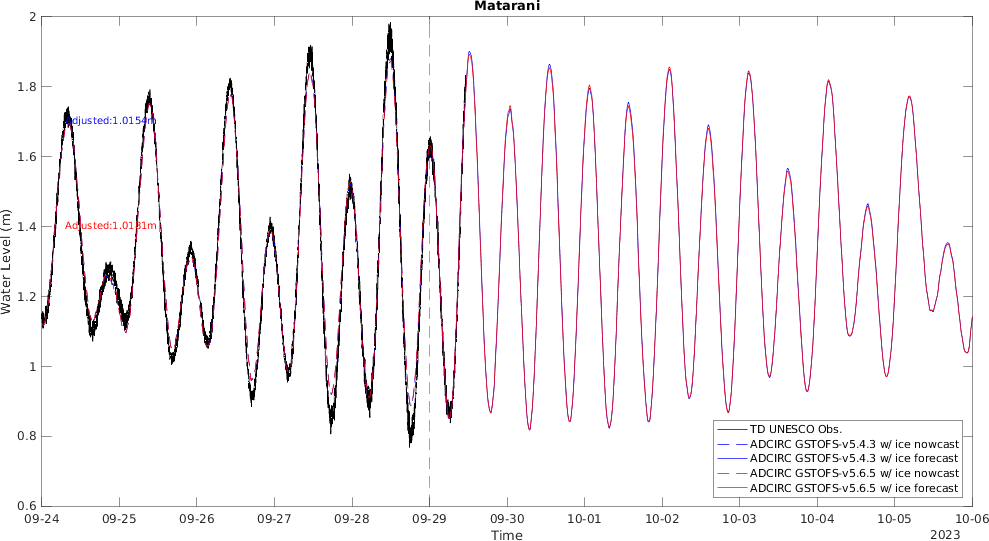 Matarani
Water Level (m)
2
1.8
1.6
1.4
1.2
1
0.8
0.6
Adjusted:1.0154m
Adjusted:1.0181m
TD UNESCO Obs.
ADCIRC GSTOFS-v5.4.3 w/ ice nowcast
ADCIRC GSTOFS-v5.4.3 w/ ice forecast
ADCIRC GSTOFS-v5.6.5 w/ ice nowcast
ADCIRC GSTOFS-v5.6.5 w/ ice forecast
09-24 09-25 09-26 09-27 09-28 09-29 09-30 10-01 10-02 10-03 10-04 10-05 10-06
Time
2023